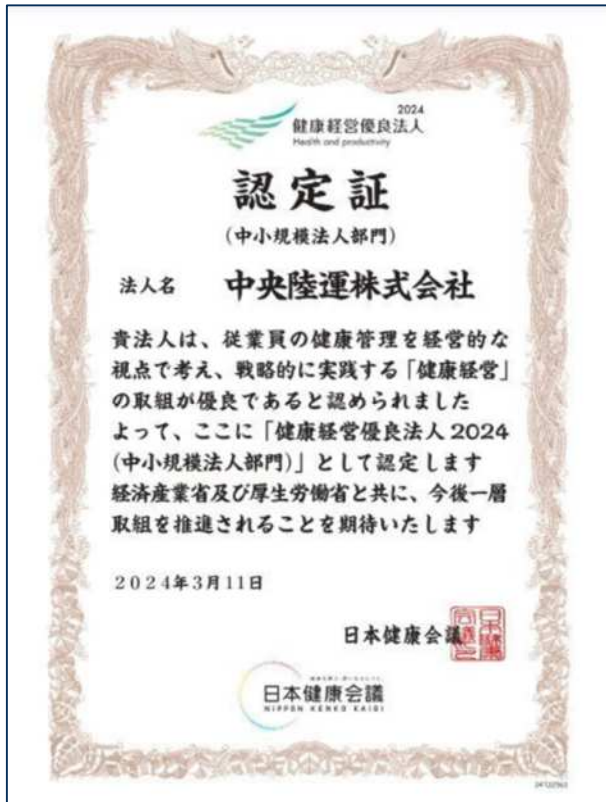 2024
健康経営優良法人
Health and productivity
認定証
(中小規模法人部門)
法人名 中央陸運株式会社
貴法人は、従業員の健康管理を経営的な
視点で考え、戦略的に実践する「健康経営」
の取組が優良であると認められました
よって、ここに「健康経営優良法人2024
(中小規模法人部門)」として認定します
経済産業省及び厚生労働省と共に、今後一層
取組を推進されることを期待いたします
2024年3月11日
日本健康会議
日本健康会議
NIPPON KENKO KAIGI